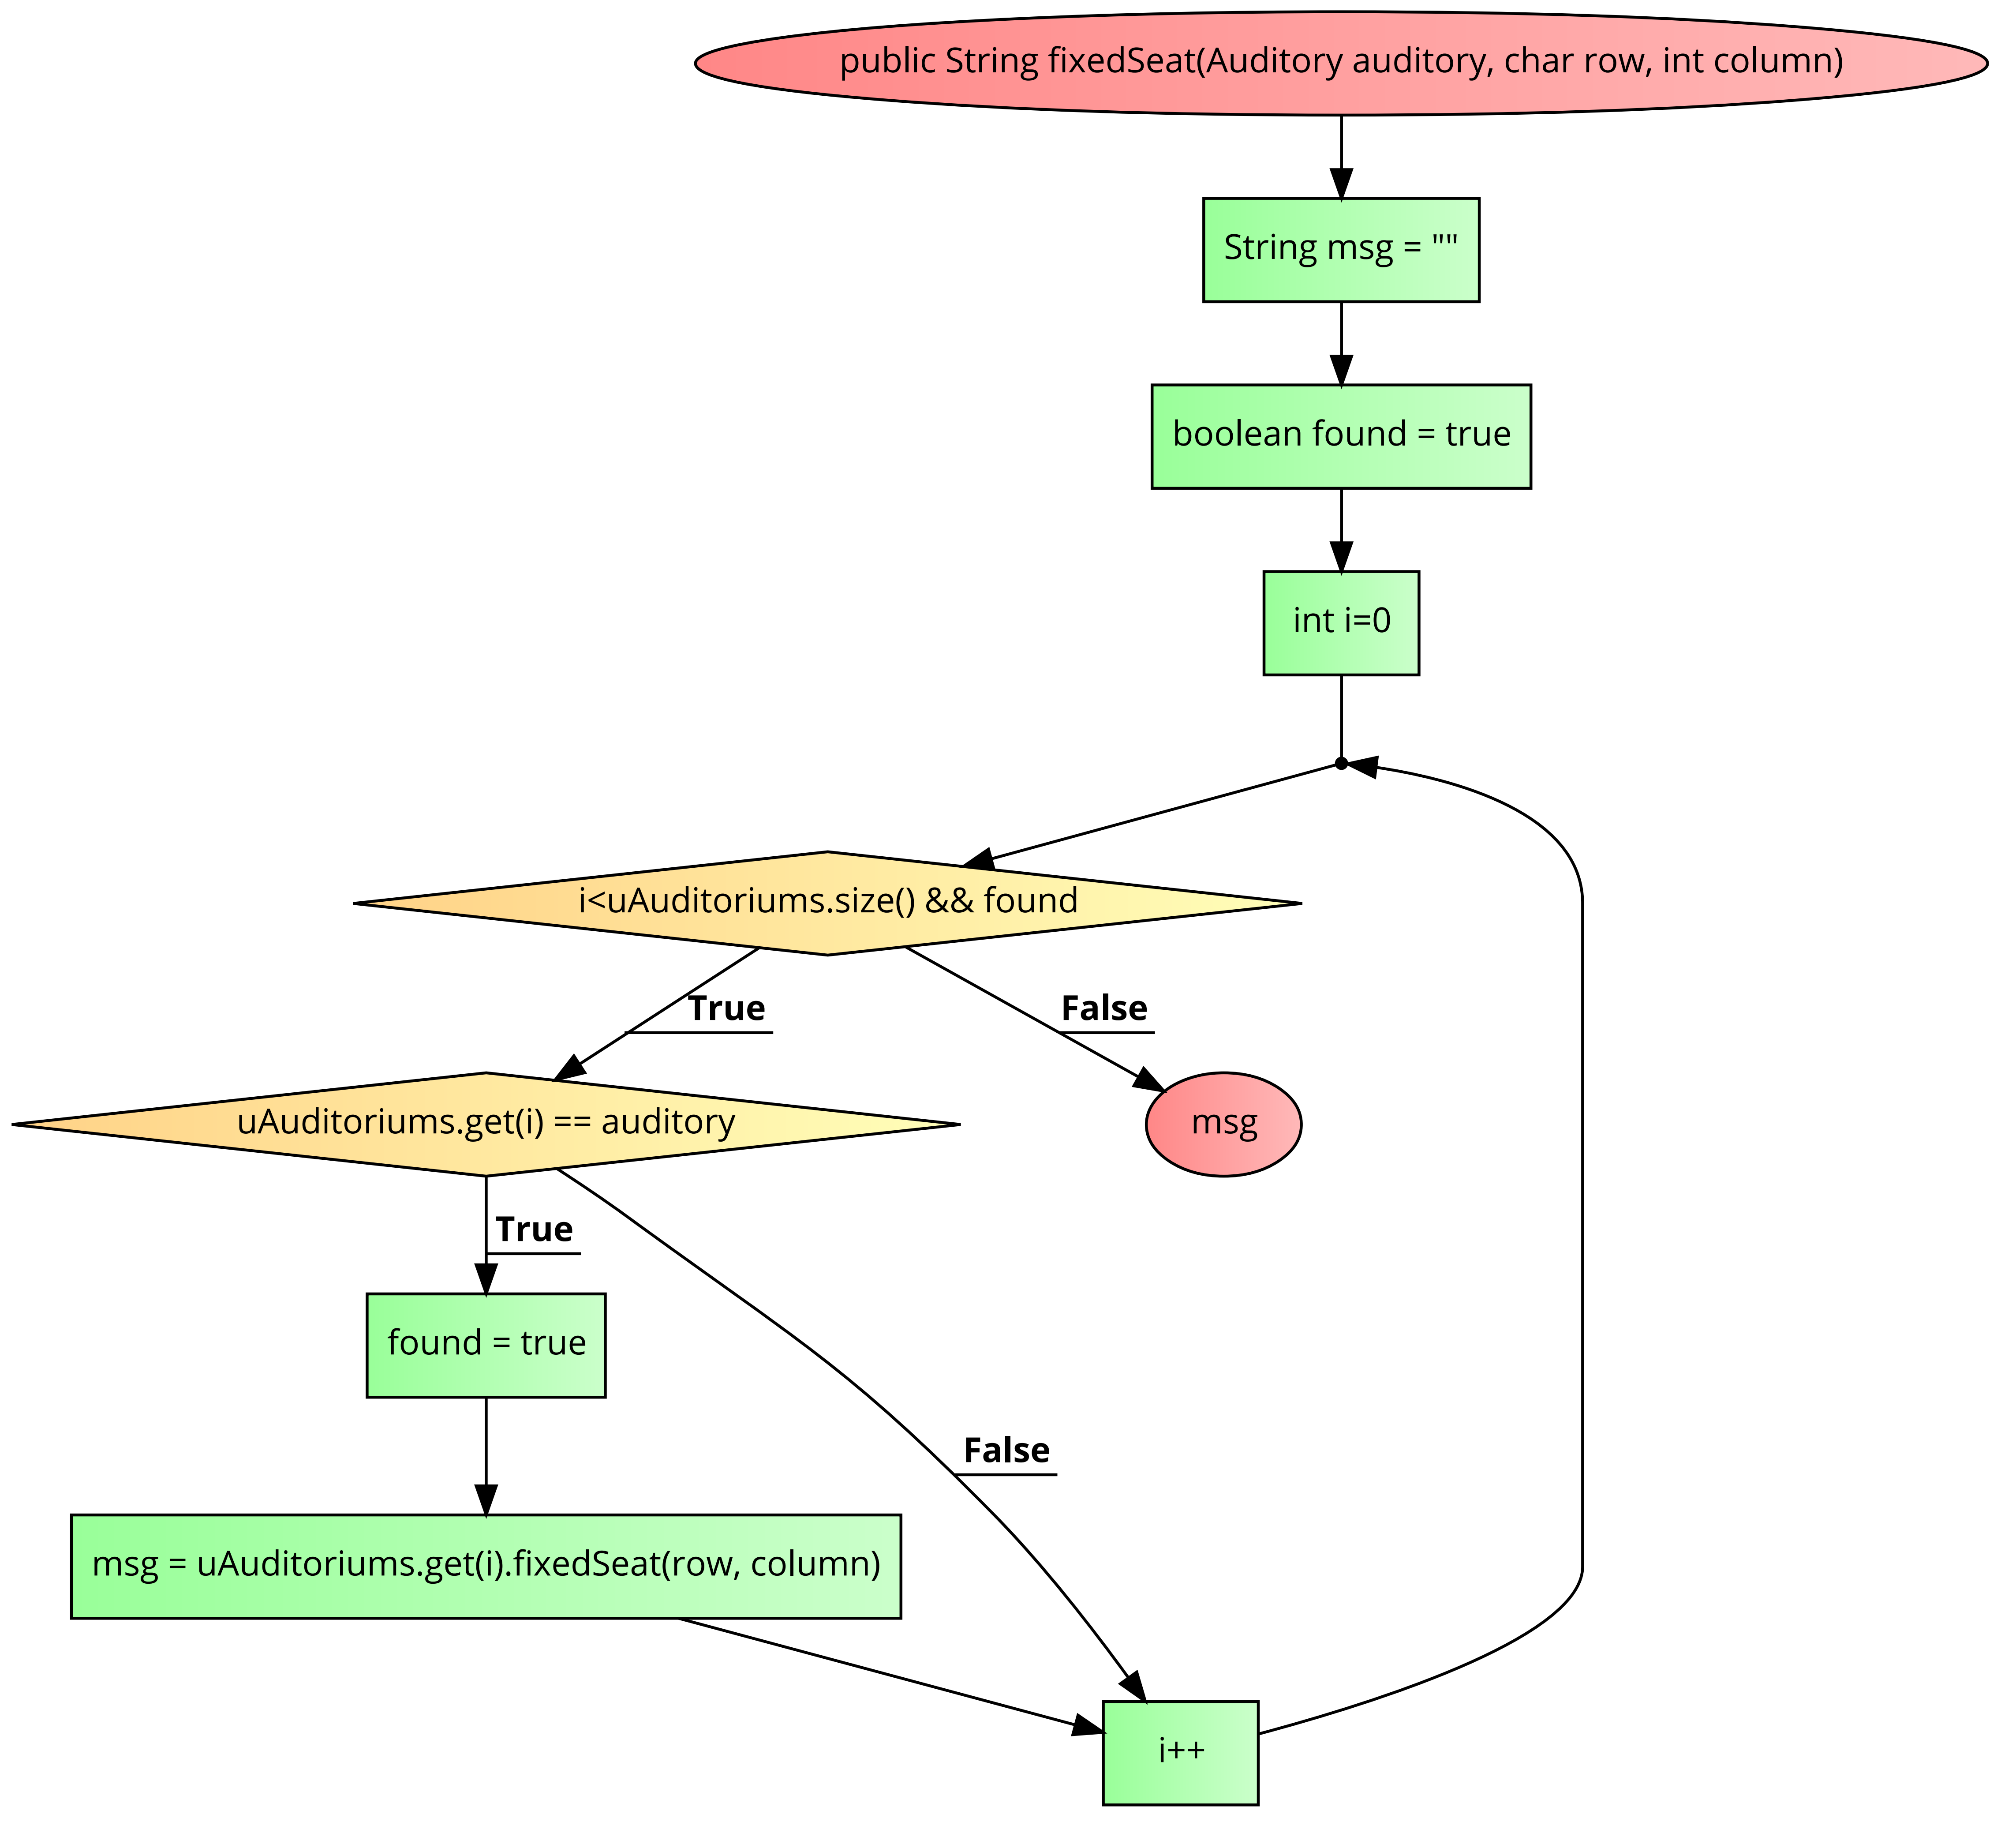 public String fixedSeat(Auditory auditory, char row, int column)
String msg = ""
boolean found = true
int i=0
i<uAuditoriums.size() && found
True
False
uAuditoriums.get(i) == auditory
msg
True
found = true
False
msg = uAuditoriums.get(i).fixedSeat(row, column)
i++